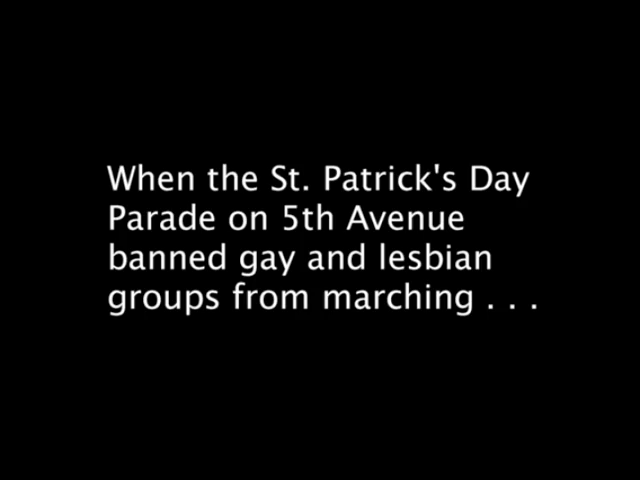 When the St. Patrick's Day
Parade on 5th Avenue
banned gay and lesbian
groups from marching . . .